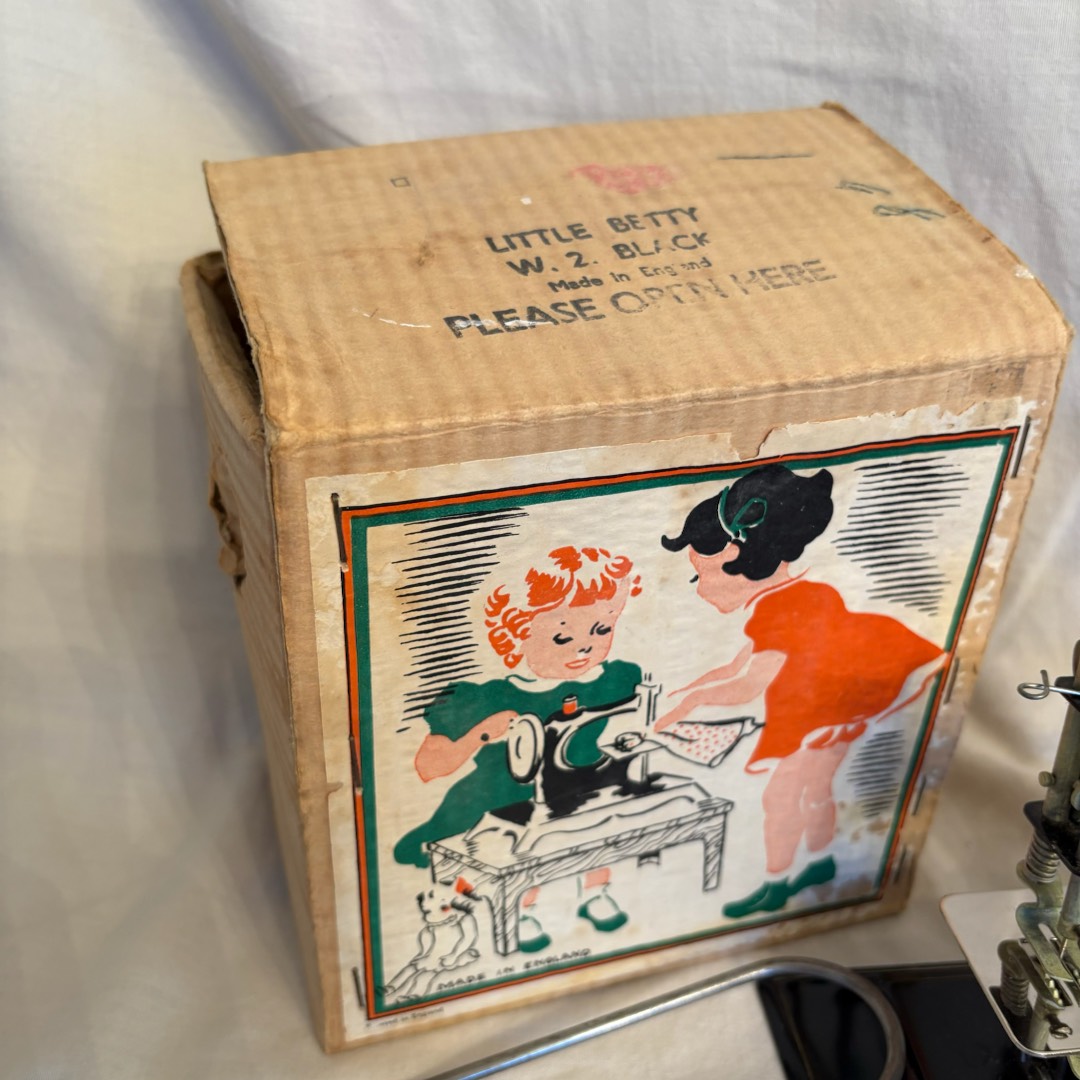 LITTLE BETTY
W. 2. BLACK
Made in England
PLEASE OPEN HERE
MADE IN ENGLAND